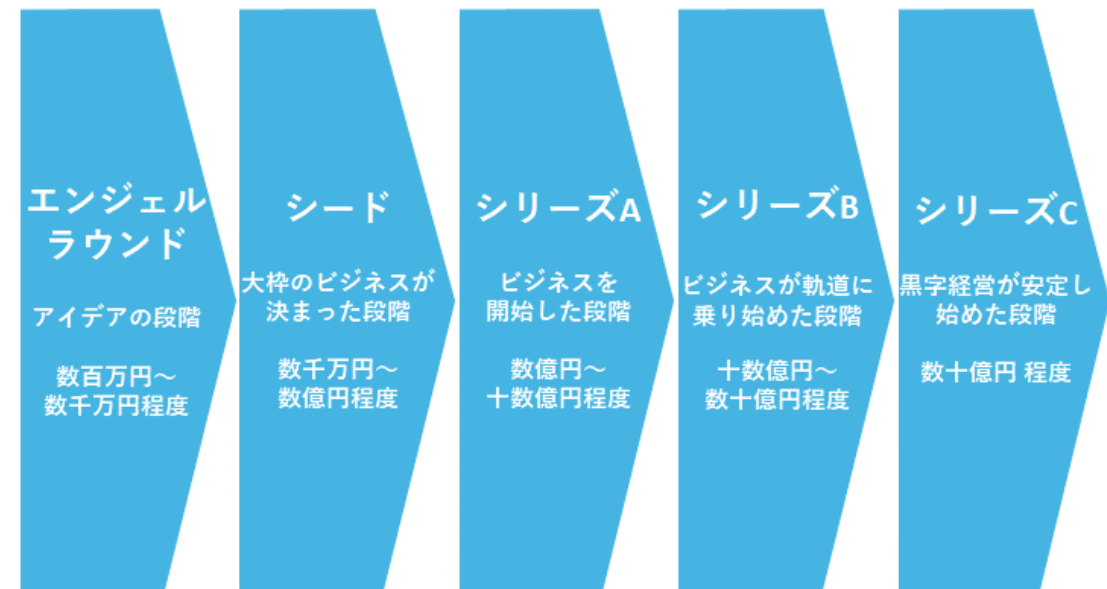 エンジェル
ラウンド
アイデアの段階
数百万円～
数千万円程度
シード
大枠のビジネスが
決まった段階
数千万円～
数億円程度
シリーズA
ビジネスを
開始した段階
数億円～
十数億円程度
シリーズB
ビジネスが軌道に
乗り始めた段階
十数億円～
数十億円程度
シリーズC
黒字経営が安定し
始めた段階
数十億円 程度